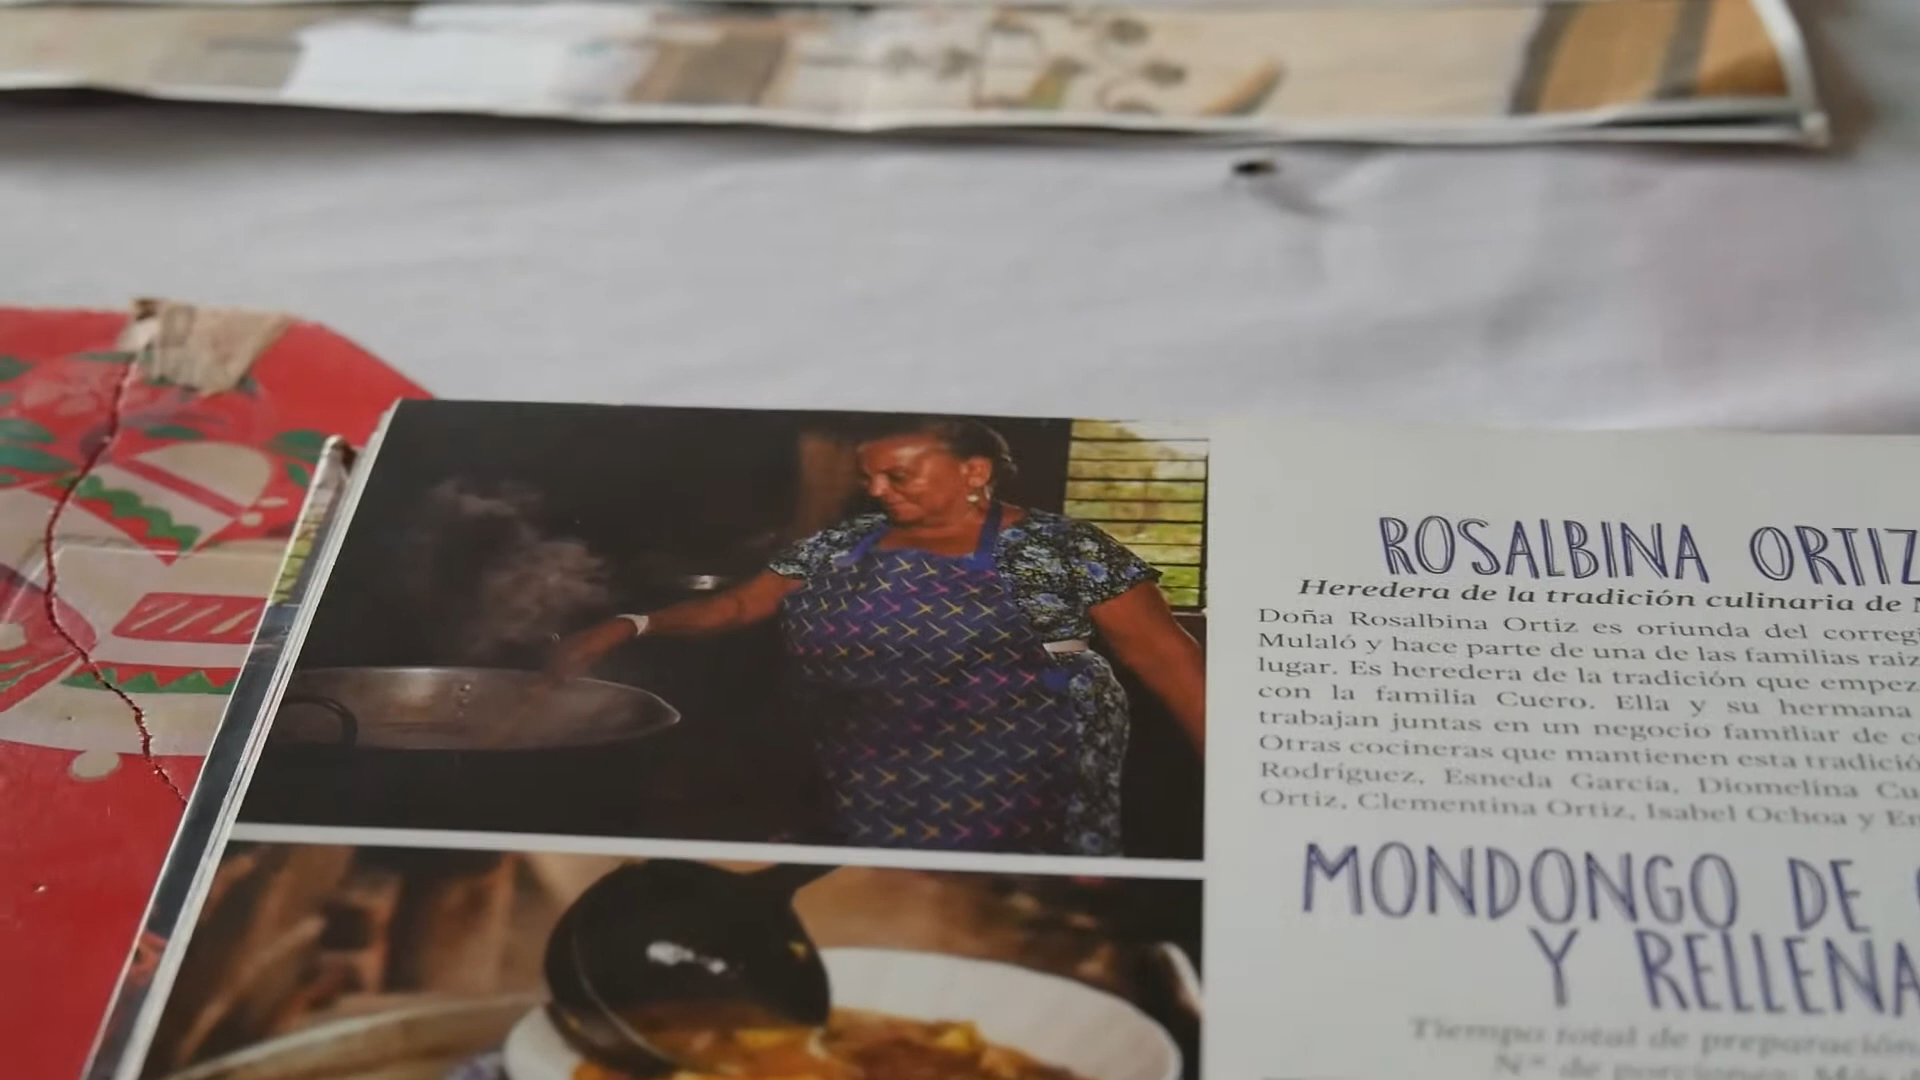 ROSALBINA ORTIZ
Heredera de la tradición culinaria de
Doña Rosalbina Ortiz es oriunda del corregi
Mulaló y hace parte de una de las familias raiz
lugar. Es heredera de la tradición que empez
con la familia Cuero. Ella y su hermana
trabajan juntas en un negocio familiar de c
Otras cocineras que mantienen esta tradició
Rodríguez, Esneda García, Diomelina Cu
Ortiz, Clementina Ortiz, Isabel Ochoa y Er
MONDONGO DE
Y RELLENA
Tiempo total de preparación
N° de porciones: Más d